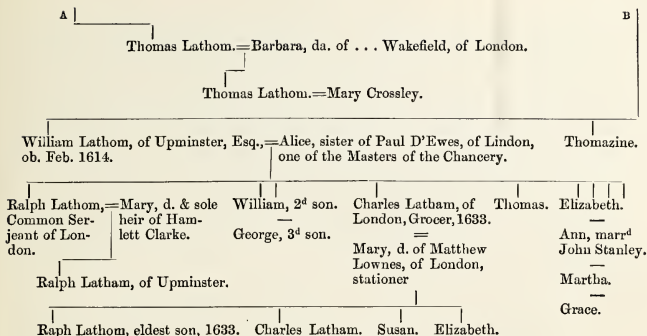 A B
Thomas Lathom.=Barbara, da. of . . . Wakefield, of London.
Thomas Lathom.=Mary Crossley.
William Lathom, of Upminster, Esq.,=Alice, sister of Paul D'Ewes, of Lindon, Thomazine.
ob. Feb. 1614. one of the Masters of the Chancery.
Ralph Lathom,=Mary, d. & sole William, 2d son. Charles Latham, of Thomas. Elizabeth.
Common Ser- heir of Ham- — London, Grocer, 1633. —
jeant of Lon- lett Clarke. George, 3d son. = Ann, marrd
don. Mary, d. of Matthew John Stanley.
Lownes, of London, —
Ralph Latham, of Upminster. stationer Martha.
—
Grace.
Raph Lathom, eldest son, 1633. Charles Latham. Susan. Elizabeth.